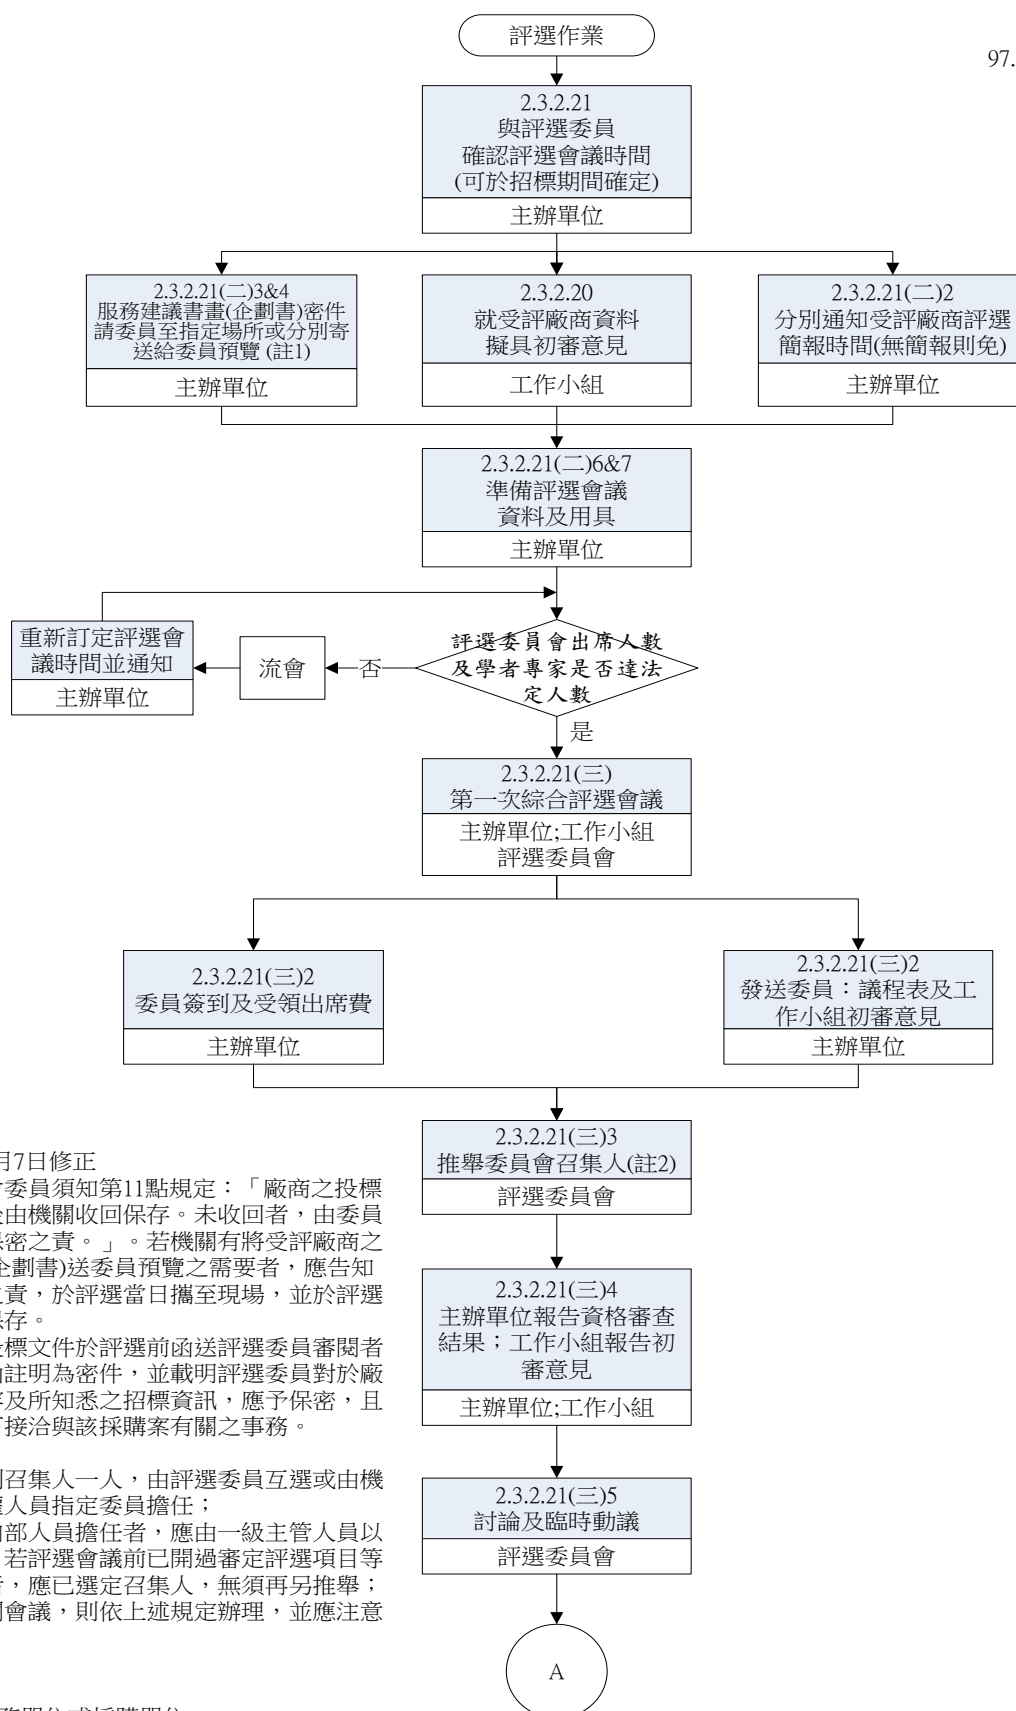 評選作業
97.
2.3.2.21
與評選委員
確認評選會議時間
(可於招標期間確定)
主辦單位
2.3.2.21(二)3&4
服務建議書畫(企劃書)密件
請委員至指定場所或分別寄
送給委員預覽 (註1)
主辦單位
2.3.2.20
就受評廠商資料
擬具初審意見
工作小組
2.3.2.21(二)2
分別通知受評廠商評選
簡報時間(無簡報則免)
主辦單位
2.3.2.21(二)6&7
準備評選會議
資料及用具
主辦單位
重新訂定評選會
議時間並通知
主辦單位
流會
否
評選委員會出席人數
及學者專家是否達法
定人數
是
2.3.2.21(三)
第一次綜合評選會議
主辦單位;工作小組
評選委員會
2.3.2.21(三)2
委員簽到及受領出席費
主辦單位
2.3.2.21(三)2
發送委員：議程表及工
作小組初審意見
主辦單位
2.3.2.21(三)3
推舉委員會召集人(註2)
評選委員會
2.3.2.21(三)4
主辦單位報告資格審查
結果；工作小組報告初
審意見
主辦單位;工作小組
2.3.2.21(三)5
討論及臨時動議
評選委員會
A
月7日修正
委員須知第11點規定：「廠商之投標
後由機關收回保存。未收回者，由委員
保密之責。」。若機關有將受評廠商之
企劃書)送委員預覽之需要者，應告知
之責，於評選當日攜至現場，並於評選
保存。
投標文件於評選前函送評選委員審閱者
註明為密件，並載明評選委員對於廠
容及所知悉之招標資訊，應予保密，且
下接洽與該採購案有關之事務。
召集人一人，由評選委員互選或由機
權人員指定委員擔任；
內部人員擔任者，應由一級主管人員以
若評選會議前已開過審定評選項目等
者，應已選定召集人，無須再另推舉；
開會議，則依上述規定辦理，並應注意